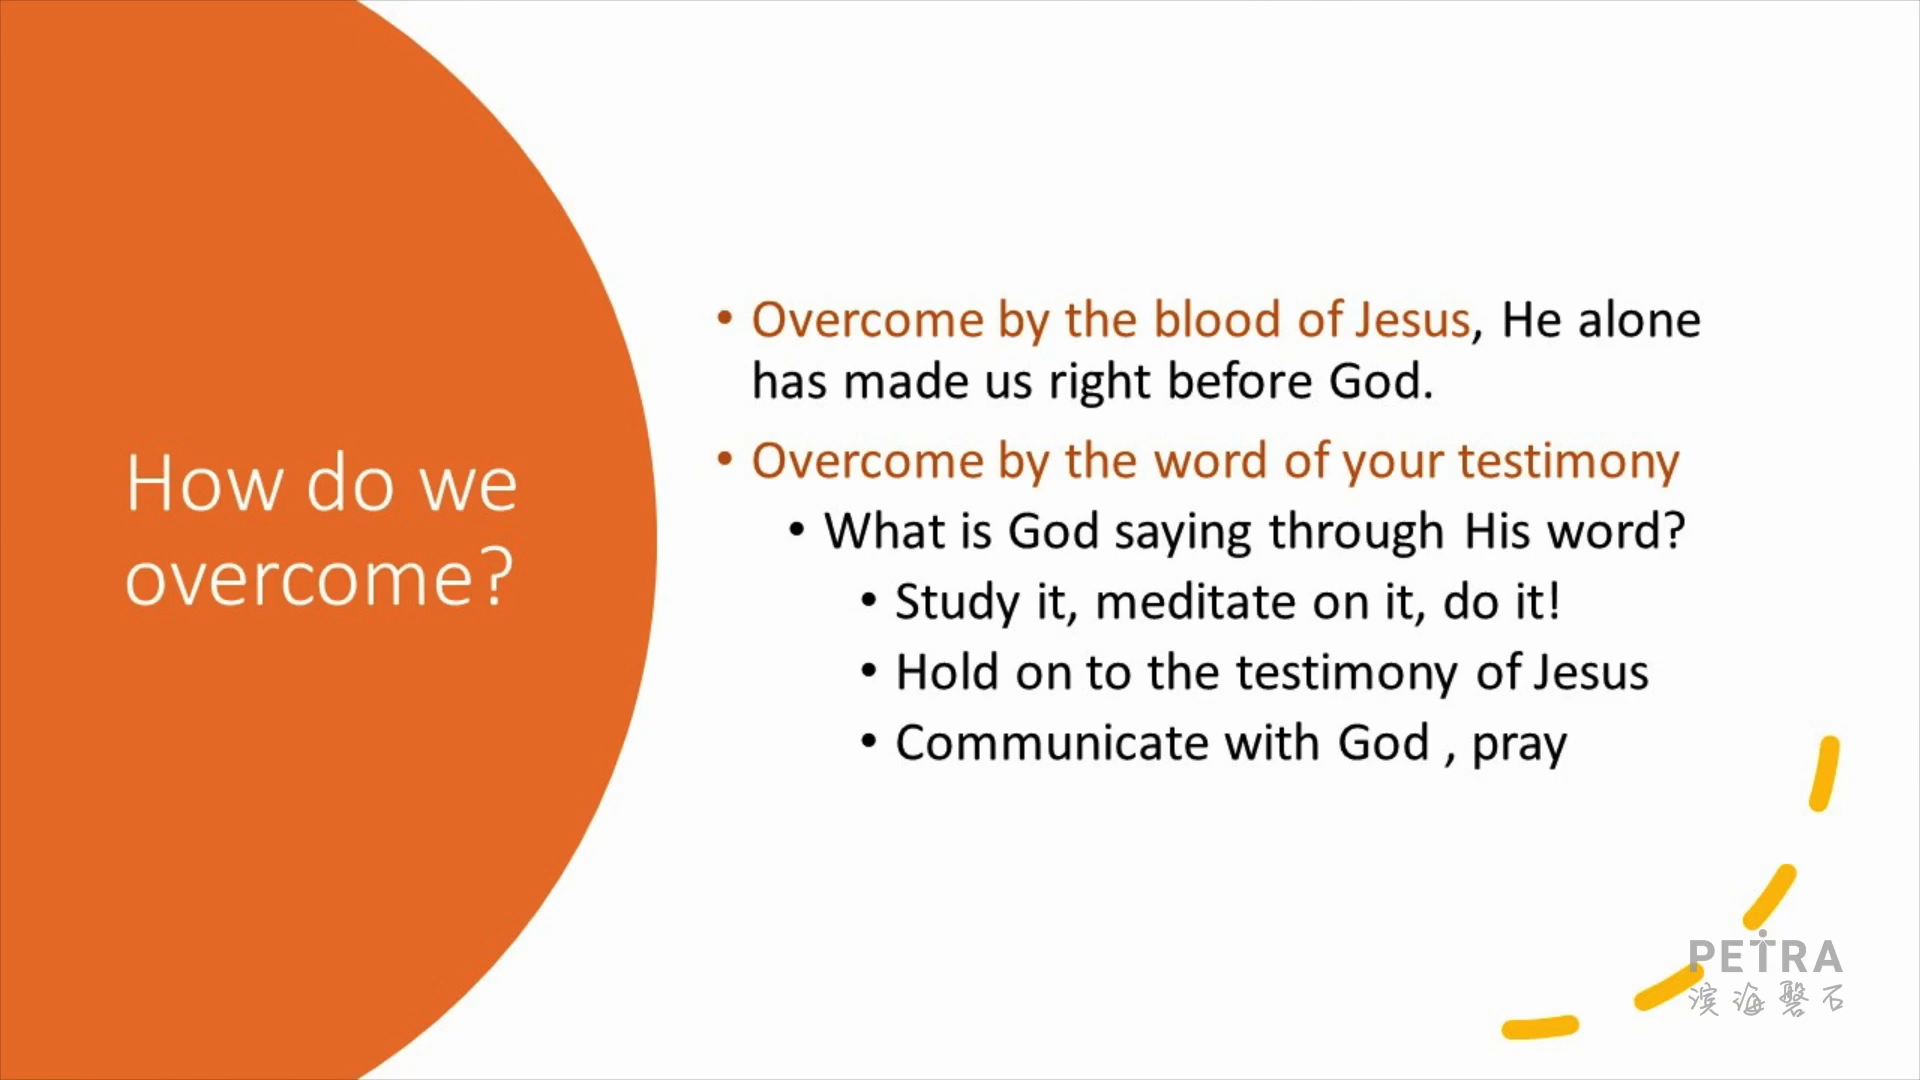 How do we
overcome?
• Overcome by the blood of Jesus, He alone
has made us right before God.
• Overcome by the word of your testimony
• What is God saying through His word?
• Study it, meditate on it, do it!
• Hold on to the testimony of Jesus
• Communicate with God , pray
PETRA
滨海磐石